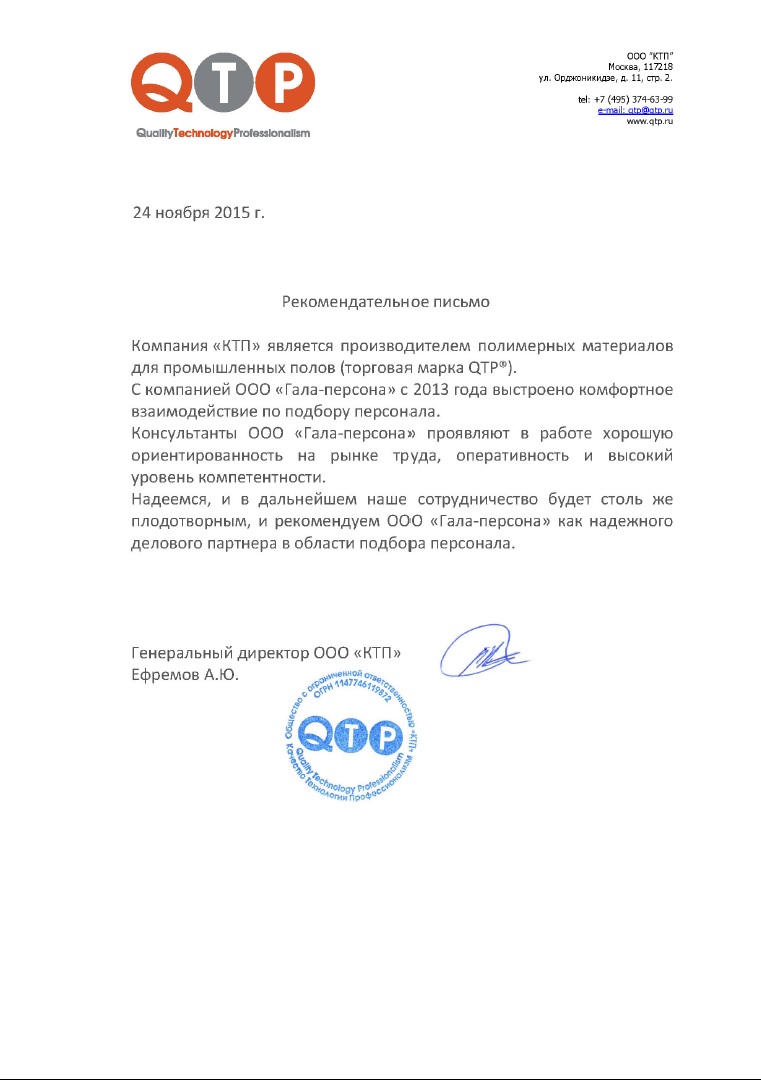 QTP
QualityTechnologyProfessionalism
ООО "КТП"
Москва, 117218
ул. Орджоникидзе, д. 11, стр. 2.
tel: +7 (495) 374-63-99
e-mail: qtp@qtp.ru
www.qtp.ru
24 ноября 2015 г.
Рекомендательное письмо
Компания «КТП» является производителем полимерных материалов
для промышленных полов (торговая марка QTP®).
С компанией ООО «Гала-персона» с 2013 года выстроено комфортное
взаимодействие по подбору персонала.
Консультанты ООО «Гала-персона» проявляют в работе хорошую
ориентированность на рынке труда, оперативность и высокий
уровень компетентности.
Надеемся, и в дальнейшем наше сотрудничество будет столь же
плодотворным, и рекомендуем ООО «Гала-персона» как надежного
делового партнера в области подбора персонала.
Генеральный директор ООО «КТП»
Ефремов А.Ю.
Общество с ограниченной ответственностью «КТП»
ОГРН 1147746119872
QTP
Quality Technology Professionalism
Качество Технологии Профессионализм